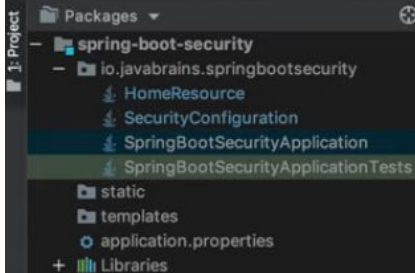 1: Project
Packages
spring-boot-security
io.javabrains.springbootsecurity
HomeResource
SecurityConfiguration
SpringBootSecurityApplication
SpringBootSecurityApplicationTests
static
templates
application.properties
Libraries